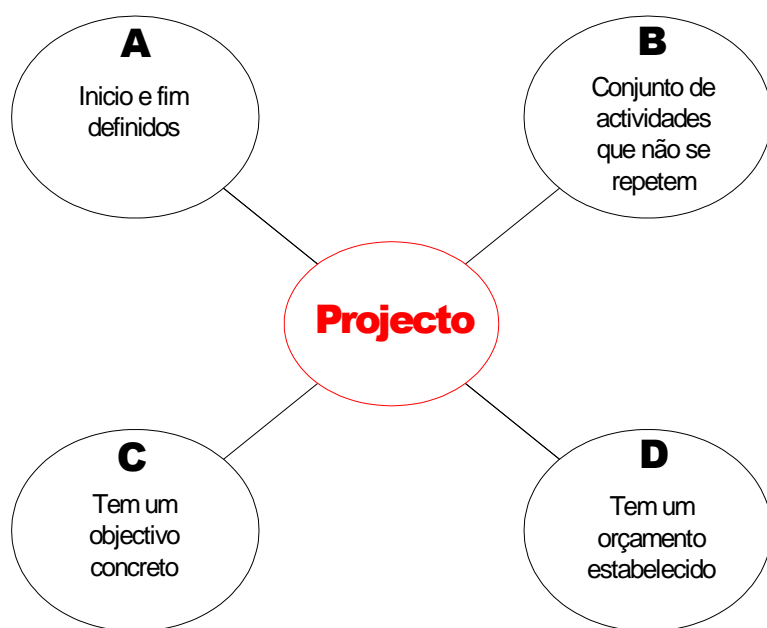 A
Inicio e fim
definidos
B
Conjunto de
actividades
que não se
repetem
Projecto
C
Tem um
objectivo
concreto
D
Tem um
orçamento
estabelecido